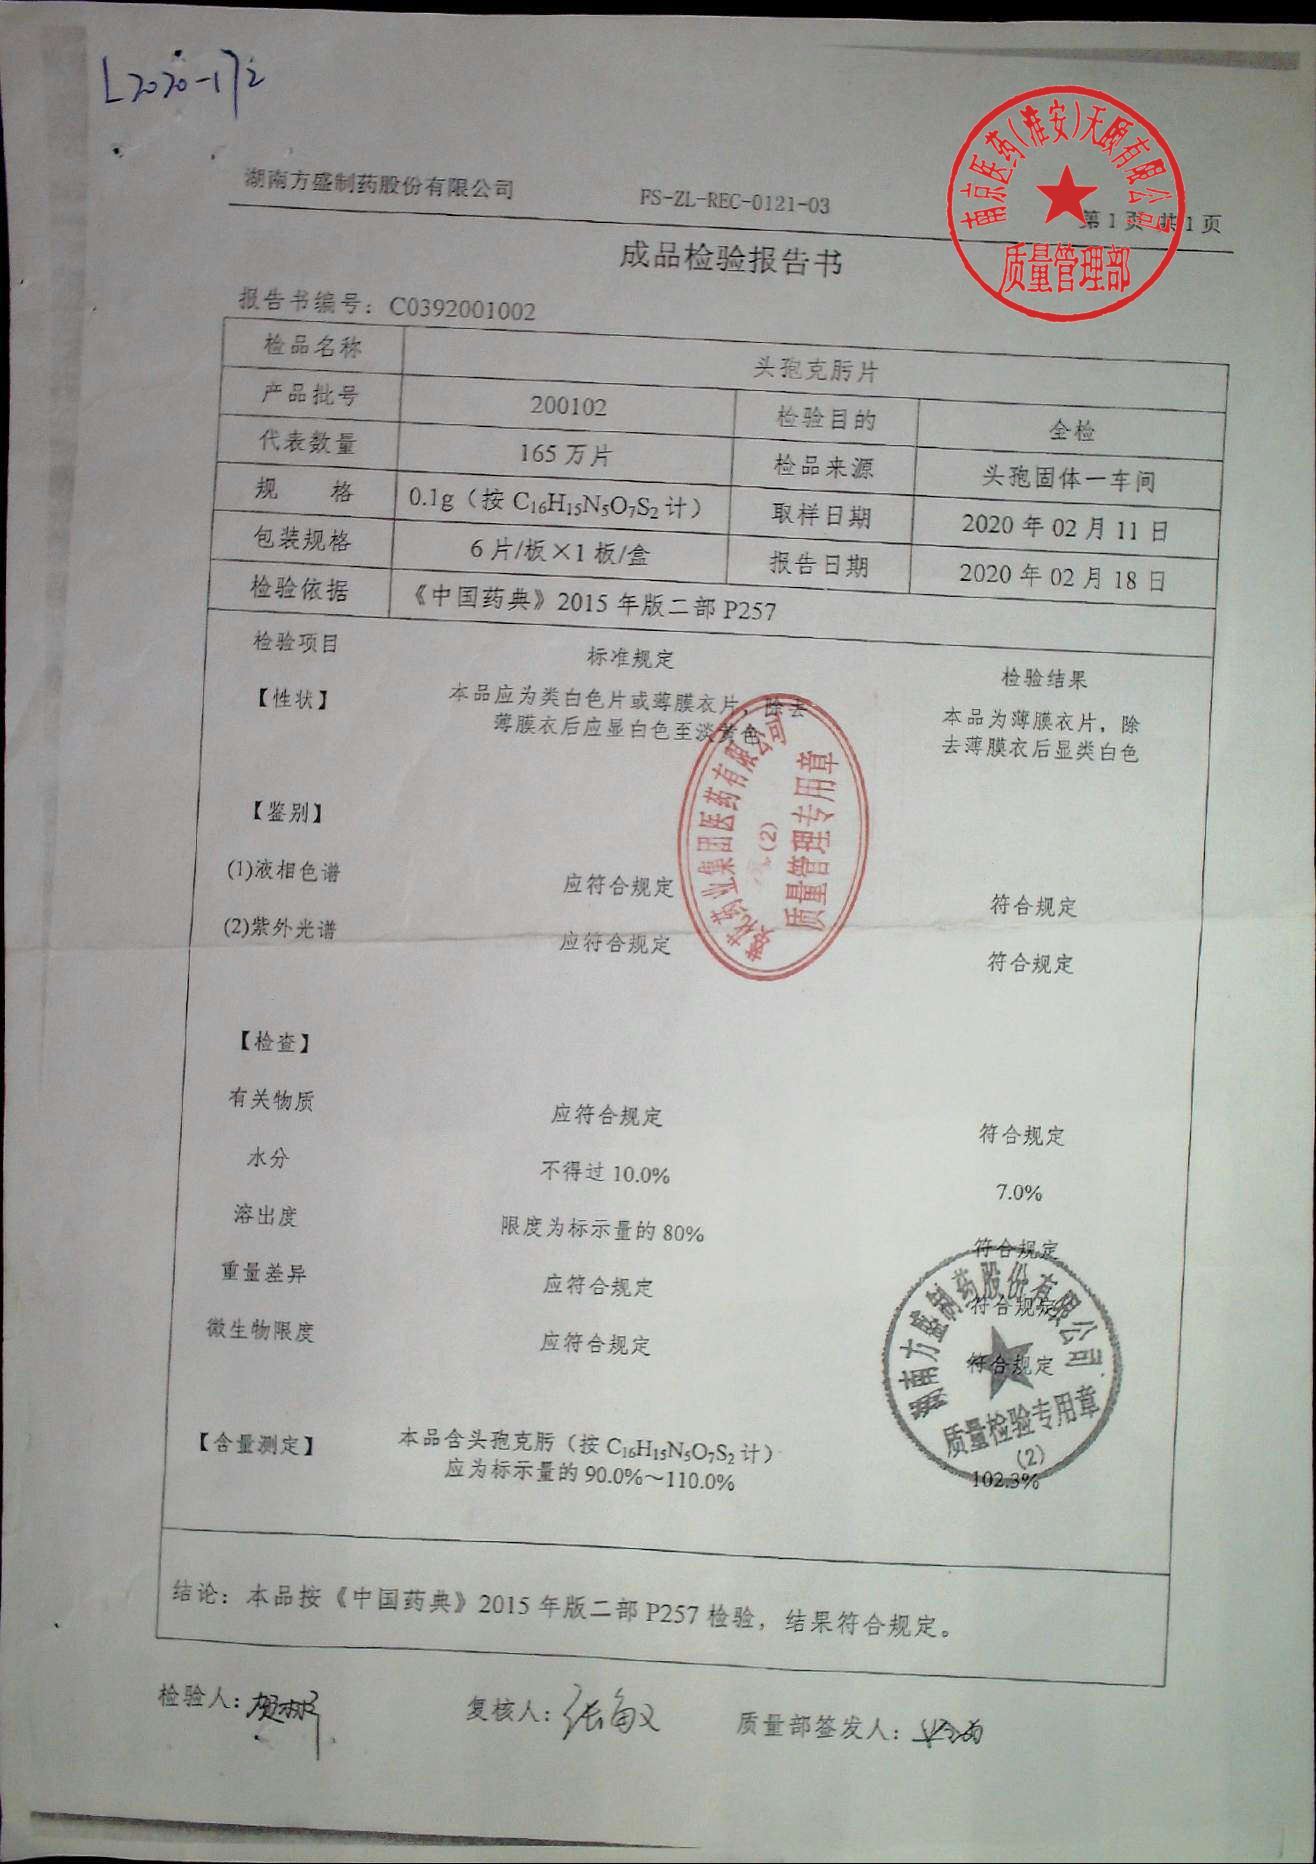 L2020-172
湖南方盛制药股份有限公司 FS-ZL-REC-0121-03 第1页 共1页
南京医药(淮安)天颐有限公司
质量管理部
成品检验报告书
报告书编号：C0392001002
检品名称 头孢克肟片
产品批号 200102 检验目的 全检
代表数量 165万片 检品来源 头孢固体一车间
规 格 0.1g（按C₁₆H₁₅N₅O₇S₂计） 取样日期 2020年02月11日
包装规格 6片/板×1板/盒 报告日期 2020年02月18日
检验依据 《中国药典》2015年版二部P257
检验项目 标准规定 检验结果
【性状】 本品应为类白色片或薄膜衣片，除去 本品为薄膜衣片，除
薄膜衣后应显白色至淡黄色 去薄膜衣后显类白色
药业集团医药有限公司
(2)
质量管理专用章
【鉴别】
(1)液相色谱 应符合规定 符合规定
(2)紫外光谱 应符合规定 符合规定
【检查】
有关物质 应符合规定 符合规定
水分 不得过10.0% 7.0%
溶出度 限度为标示量的80% 符合规定
重量差异 应符合规定 符合规定
微生物限度 应符合规定 符合规定
湖南方盛制药股份有限公司
质量检验专用章
(2)
【含量测定】 本品含头孢克肟（按C₁₆H₁₅N₅O₇S₂计）
应为标示量的90.0%～110.0% 102.3%
结论：本品按《中国药典》2015年版二部P257检验，结果符合规定。
检验人： 复核人：张敏 质量部签发人：